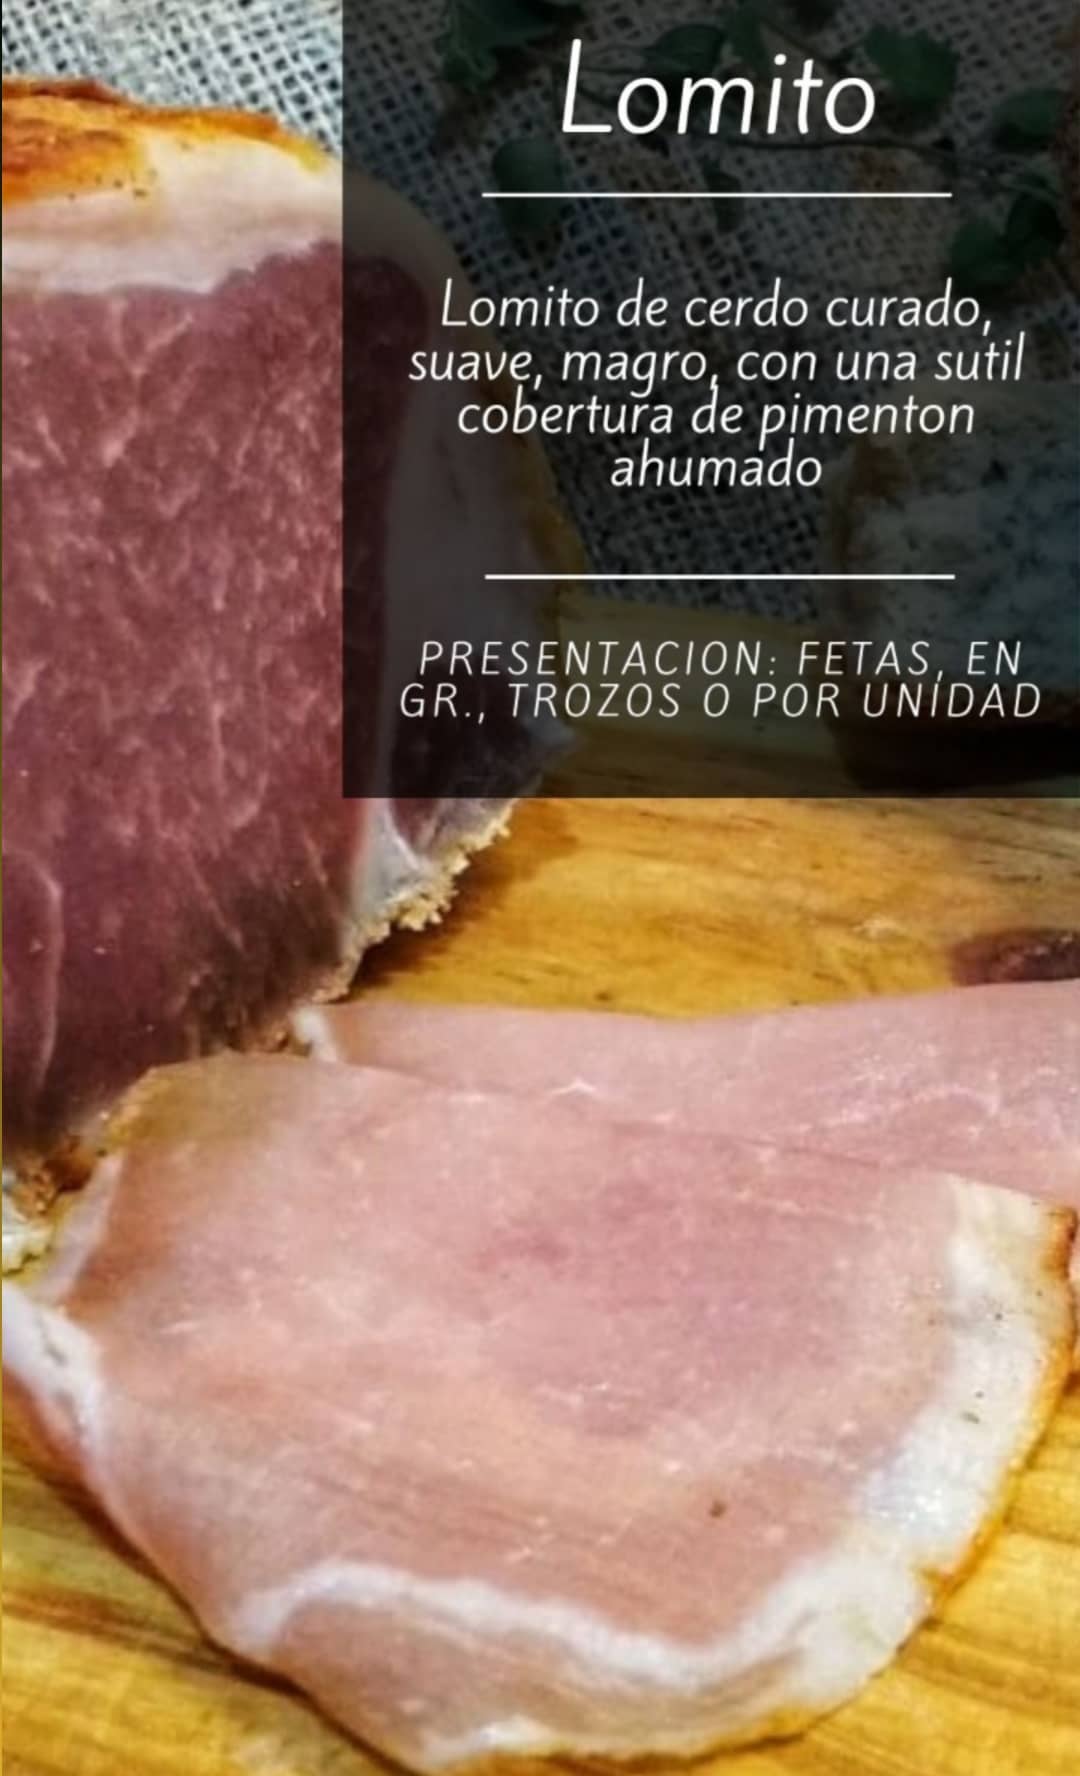 Lomito
Lomito de cerdo curado,
suave, magro, con una sutil
cobertura de pimenton
ahumado
PRESENTACION: FETAS, EN
GR., TROZOS O POR UNIDAD